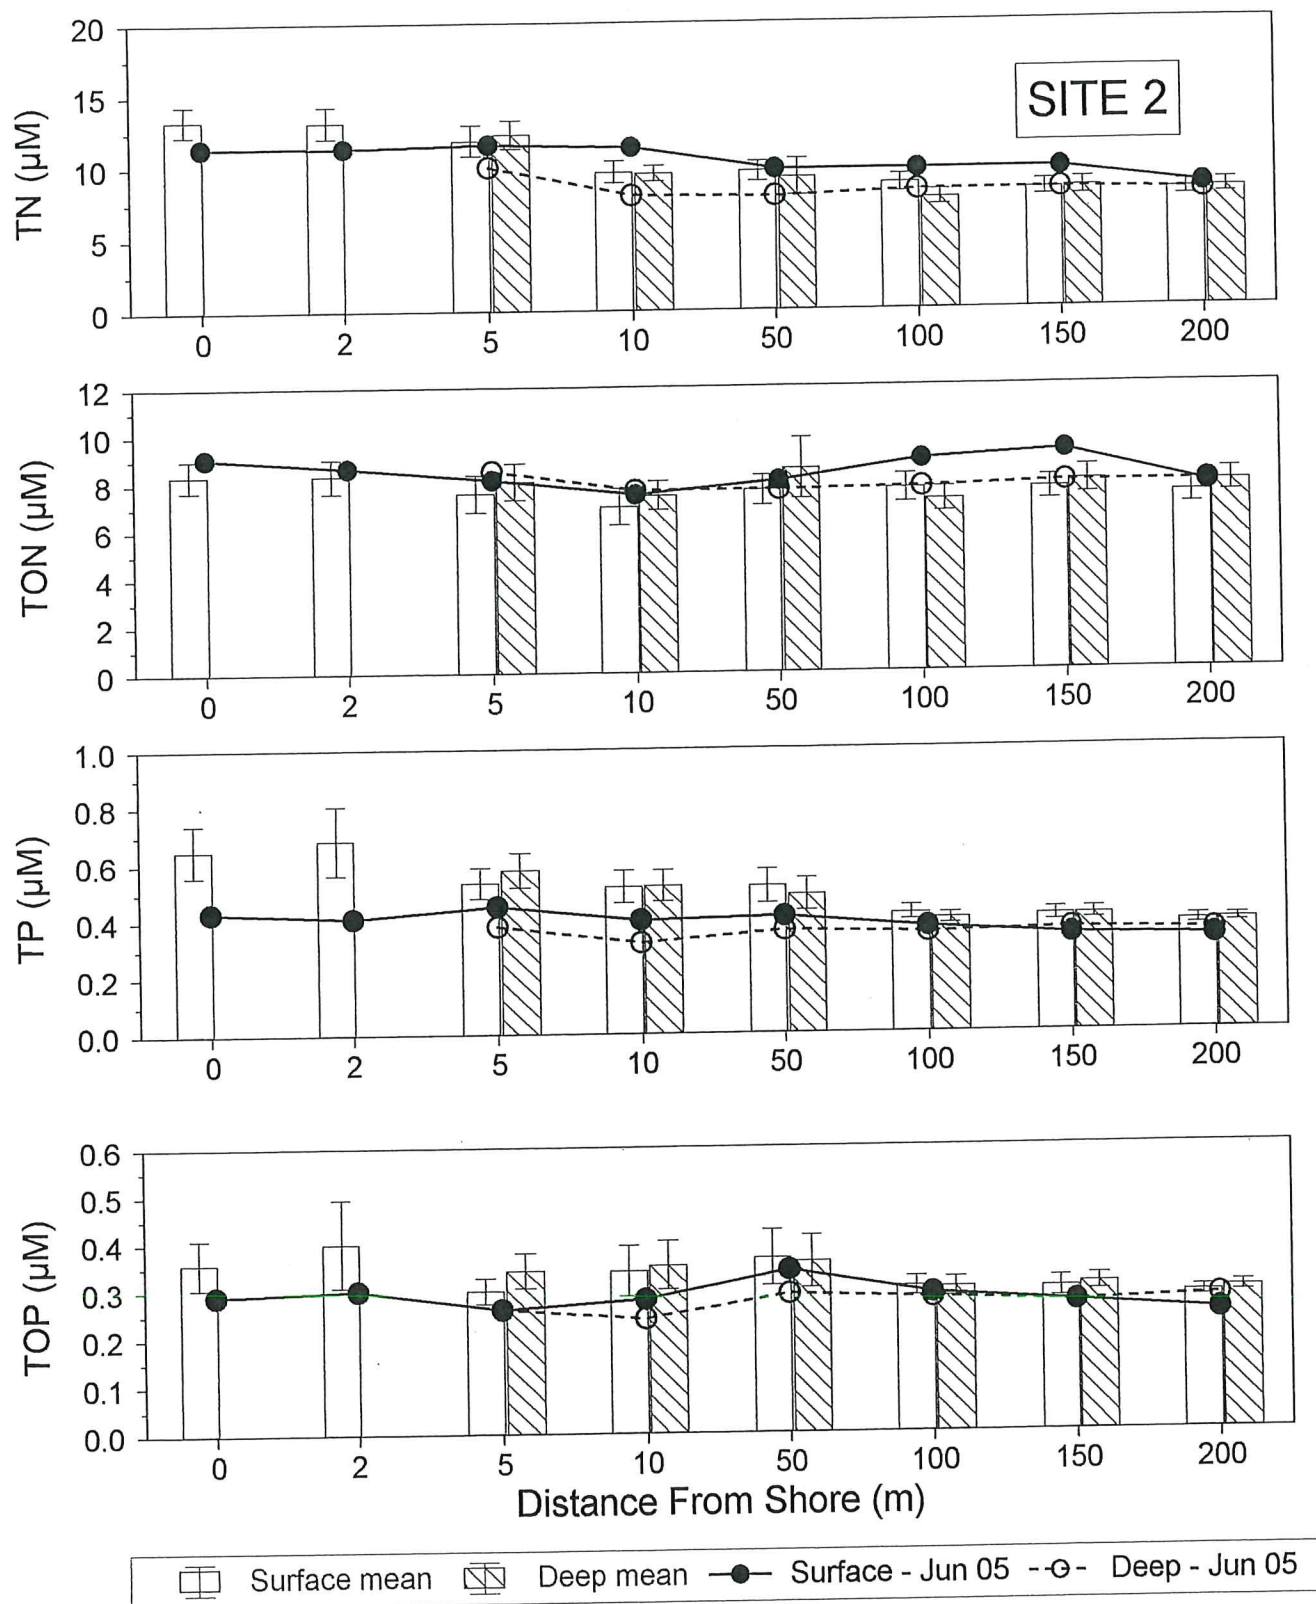 SITE 2
TN (µM)
20
15
10
5
0
0 2 5 10 50 100 150 200
TON (µM)
12
10
8
6
4
2
0
0 2 5 10 50 100 150 200
TP (µM)
1.0
0.8
0.6
0.4
0.2
0.0
0 2 5 10 50 100 150 200
TOP (µM)
0.6
0.5
0.4
0.3
0.2
0.1
0.0
0 2 5 10 50 100 150 200
Distance From Shore (m)
Surface mean Deep mean Surface - Jun 05 Deep - Jun 05